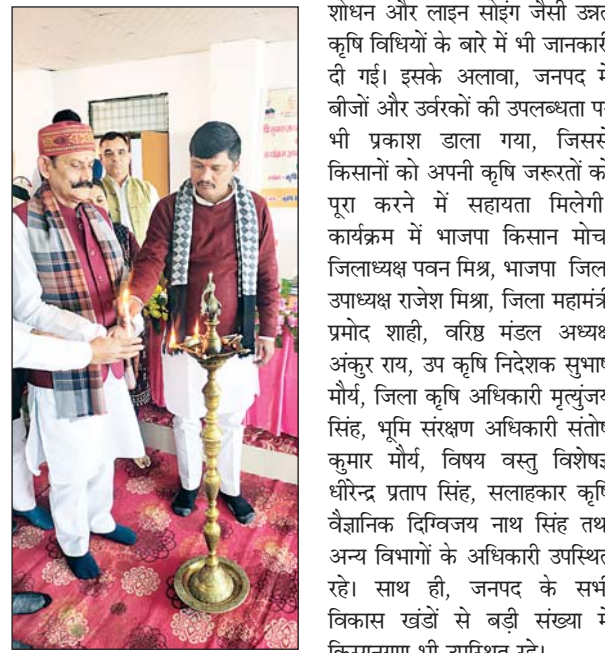 शोधन और लाइन सोइंग जैसी उन्नत
कृषि विधियों के बारे में भी जानकारी
दी गई। इसके अलावा, जनपद में
बीजों और उर्वरकों की उपलब्धता पर
भी प्रकाश डाला गया, जिससे
किसानों को अपनी कृषि जरूरतों को
पूरा करने में सहायता मिलेगी
कार्यक्रम में भाजपा किसान मोर्चा
जिलाध्यक्ष पवन मिश्र, भाजपा जिला
उपाध्यक्ष राजेश मिश्रा, जिला महामंत्री
प्रमोद शाही, वरिष्ठ मंडल अध्यक्ष
अंकुर राय, उप कृषि निदेशक सुभाष
मौर्य, जिला कृषि अधिकारी मृत्युंजय
सिंह, भूमि संरक्षण अधिकारी संतोष
कुमार मौर्य, विषय वस्तु विशेषज्ञ
धीरेन्द्र प्रताप सिंह, सलाहकार कृषि
वैज्ञानिक दिग्विजय नाथ सिंह तथा
अन्य विभागों के अधिकारी उपस्थित
रहे। साथ ही, जनपद के सभी
विकास खंडों से बड़ी संख्या में
किसानगण भी उपस्थित रहे।